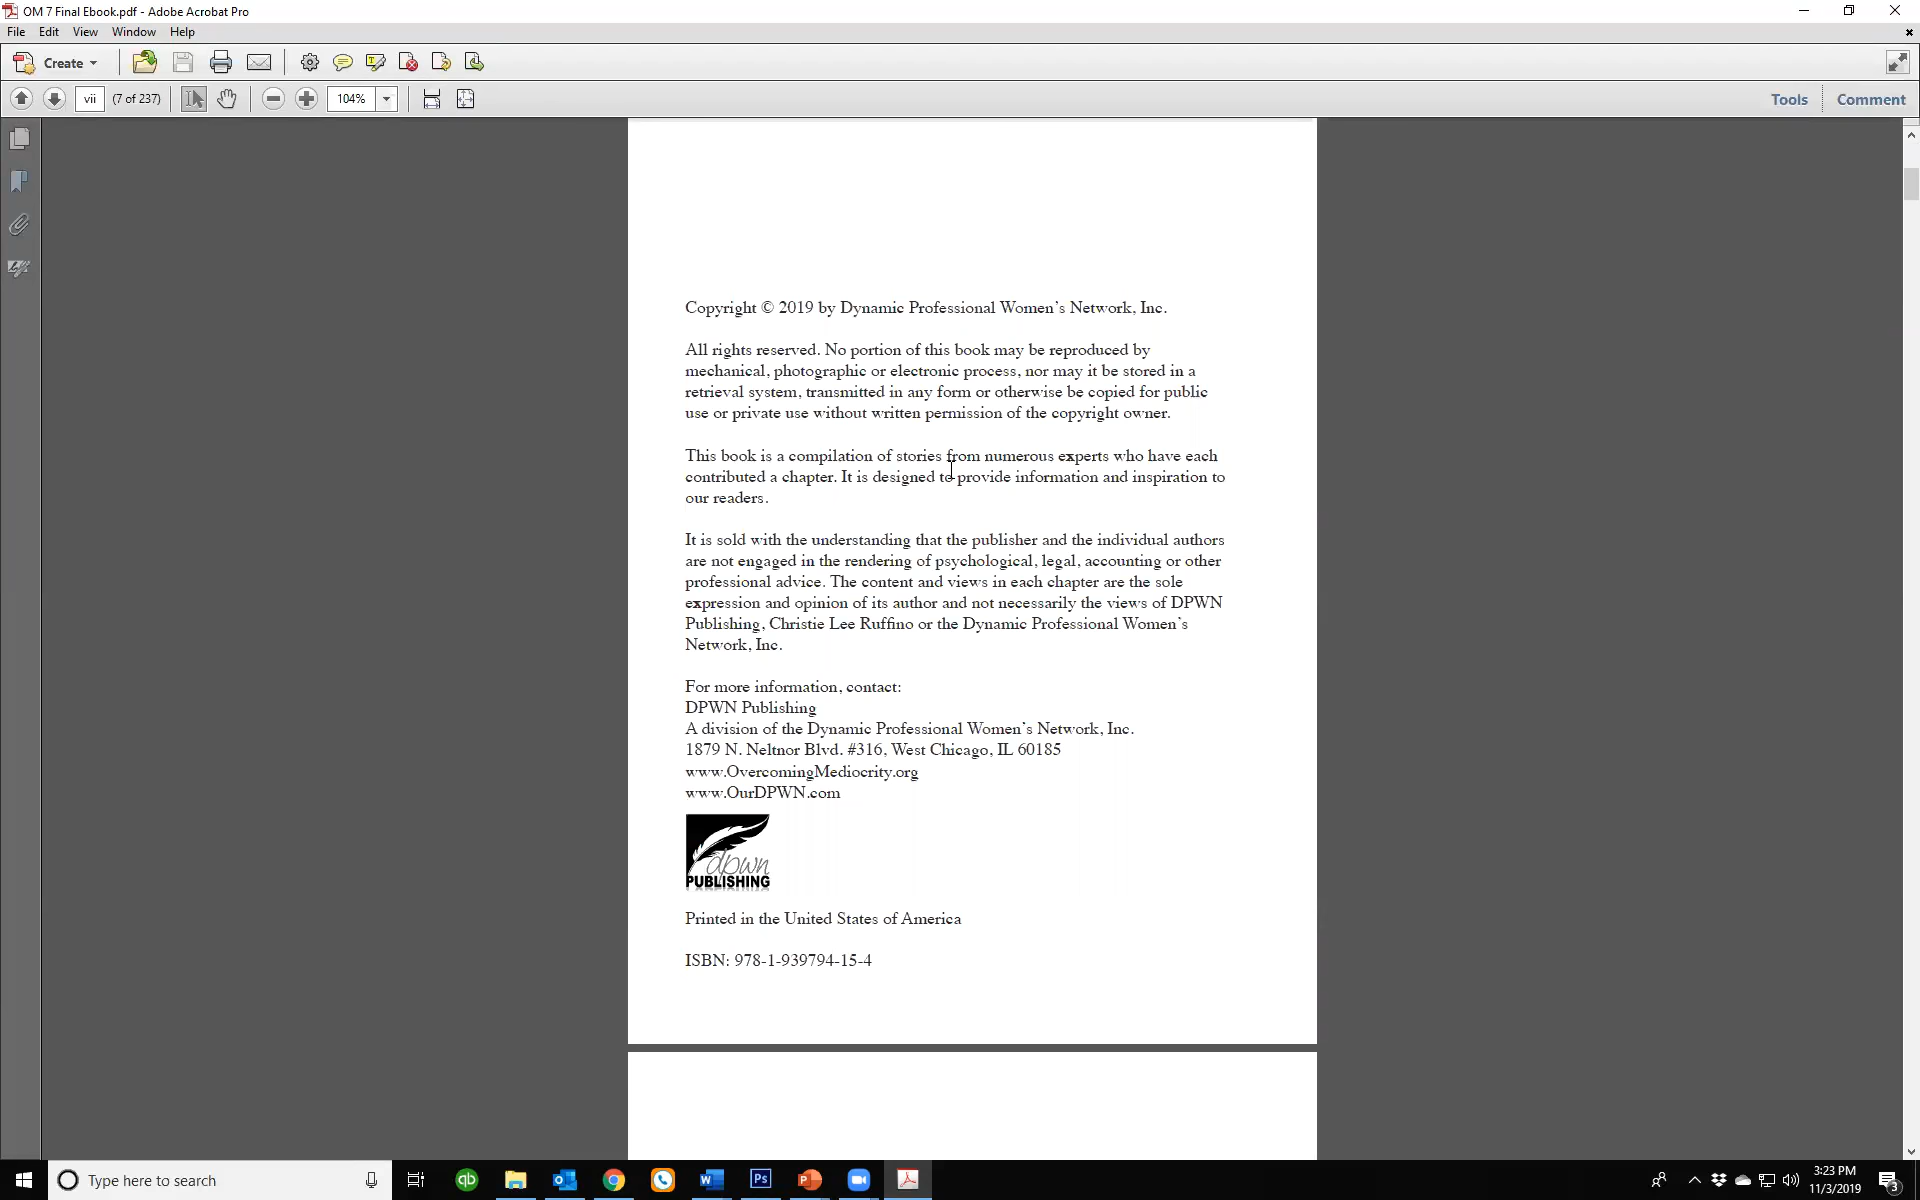 OM 7 Final Ebook.pdf - Adobe Acrobat Pro
File Edit View Window Help
Create
vii (7 of 237) 104% Tools Comment
Copyright © 2019 by Dynamic Professional Women's Network, Inc.
All rights reserved. No portion of this book may be reproduced by
mechanical, photographic or electronic process, nor may it be stored in a
retrieval system, transmitted in any form or otherwise be copied for public
use or private use without written permission of the copyright owner.
This book is a compilation of stories from numerous experts who have each
contributed a chapter. It is designed to provide information and inspiration to
our readers.
It is sold with the understanding that the publisher and the individual authors
are not engaged in the rendering of psychological, legal, accounting or other
professional advice. The content and views in each chapter are the sole
expression and opinion of its author and not necessarily the views of DPWN
Publishing, Christie Lee Ruffino or the Dynamic Professional Women's
Network, Inc.
For more information, contact:
DPWN Publishing
A division of the Dynamic Professional Women's Network, Inc.
1879 N. Neltnor Blvd. #316, West Chicago, IL 60185
www.OvercomingMediocrity.org
www.OurDPWN.com
dpwn
PUBLISHING
Printed in the United States of America
ISBN: 978-1-939794-15-4
Type here to search
3:23 PM
11/3/2019
3